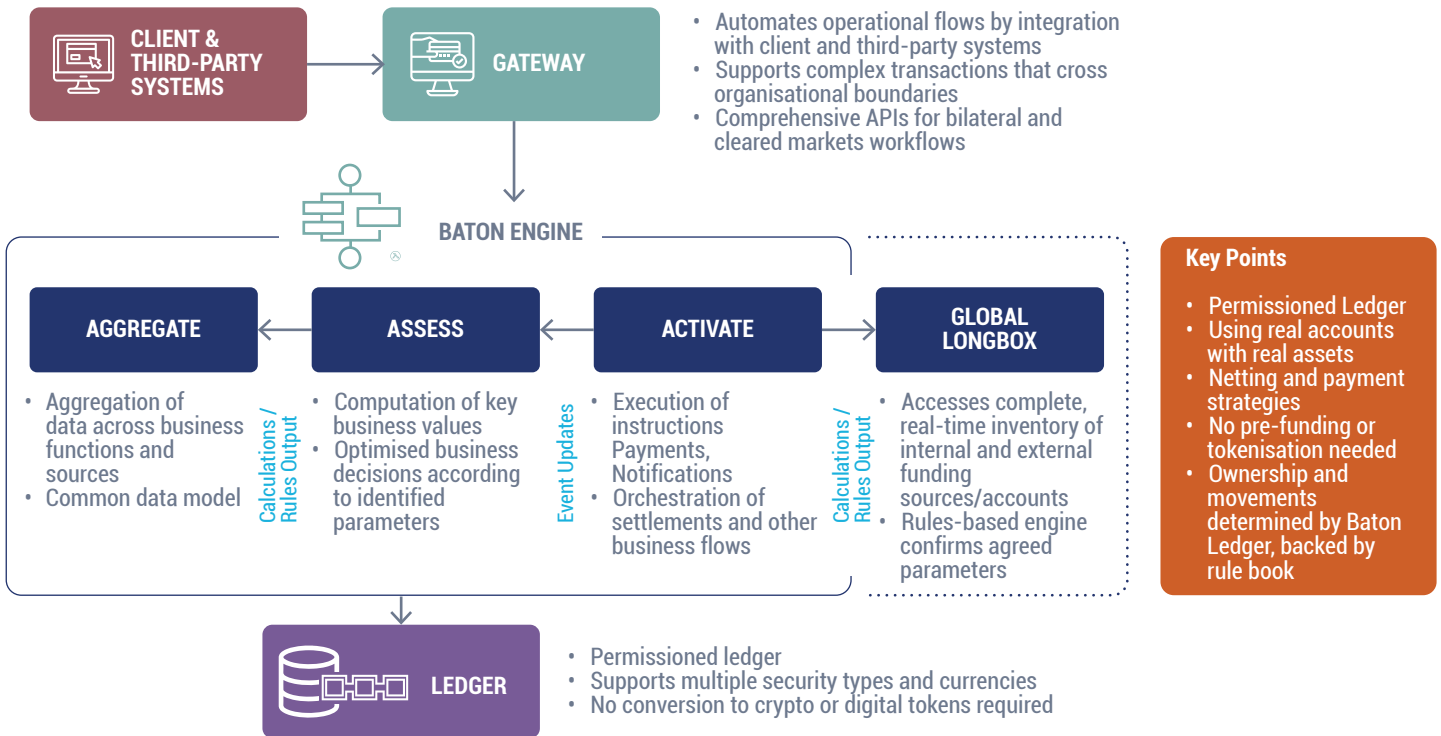 CLIENT &
THIRD-PARTY
SYSTEMS
GATEWAY
• Automates operational flows by integration
with client and third-party systems
• Supports complex transactions that cross
organisational boundaries
• Comprehensive APIs for bilateral and
cleared markets workflows
BATON ENGINE
AGGREGATE
• Aggregation of
data across business
functions and
sources
• Common data model
Calculations /
Rules Output
ASSESS
• Computation of key
business values
• Optimised business
decisions according
to identified
parameters
Event Updates
ACTIVATE
• Execution of
instructions
Payments,
Notifications
• Orchestration of
settlements and other
business flows
Calculations /
Rules Output
GLOBAL
LONGBOX
• Accesses complete,
real-time inventory of
internal and external
funding
sources/accounts
• Rules-based engine
confirms agreed
parameters
Key Points
• Permissioned Ledger
• Using real accounts
with real assets
• Netting and payment
strategies
• No pre-funding or
tokenisation needed
• Ownership and
movements
determined by Baton
Ledger, backed by
rule book
LEDGER
• Permissioned ledger
• Supports multiple security types and currencies
• No conversion to crypto or digital tokens required